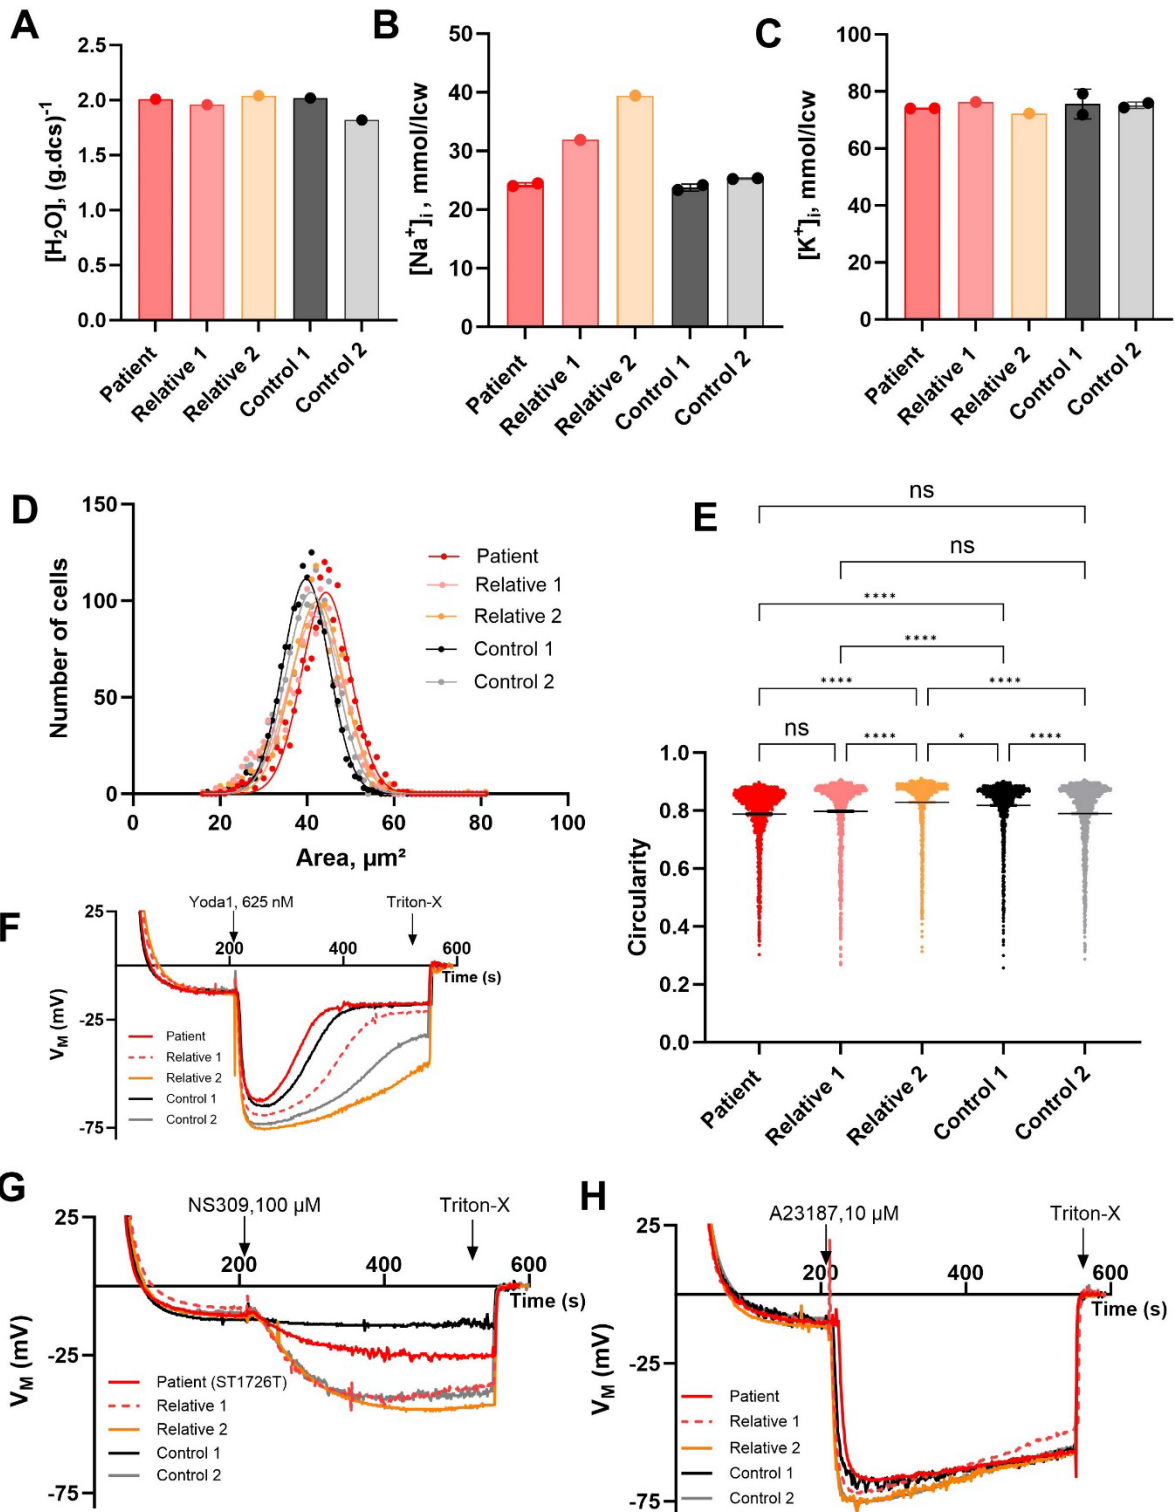 A
[H₂O], (g.dcs)⁻¹
2.5
2.0
1.5
1.0
0.5
0.0
Patient
Relative 1
Relative 2
Control 1
Control 2
B
[Na⁺]ᵢ , mmol/lcw
50
40
30
20
10
0
Patient
Relative 1
Relative 2
Control 1
Control 2
C
[K⁺]ᵢ, mmol/lcw
100
80
60
40
20
0
Patient
Relative 1
Relative 2
Control 1
Control 2
D
Number of cells
150
100
50
0
0
20
40
60
80
100
Area, µm²
Patient
Relative 1
Relative 2
Control 1
Control 2
E
ns
ns
****
****
****
****
ns
****
*
****
Circularity
1.0
0.8
0.6
0.4
0.2
0.0
Patient
Relative 1
Relative 2
Control 1
Control 2
F
Yoda1, 625 nM
Triton-X
25
200
400
600
Time (s)
-25
-75
V_M (mV)
Patient
Relative 1
Relative 2
Control 1
Control 2
G
NS309,100 µM
Triton-X
25
200
400
600
Time (s)
-25
-75
V_M (mV)
Patient (ST1726T)
Relative 1
Relative 2
Control 1
Control 2
H
A23187,10 µM
Triton-X
25
200
400
600
Time (s)
-25
-75
V_M (mV)
Patient
Relative 1
Relative 2
Control 1
Control 2